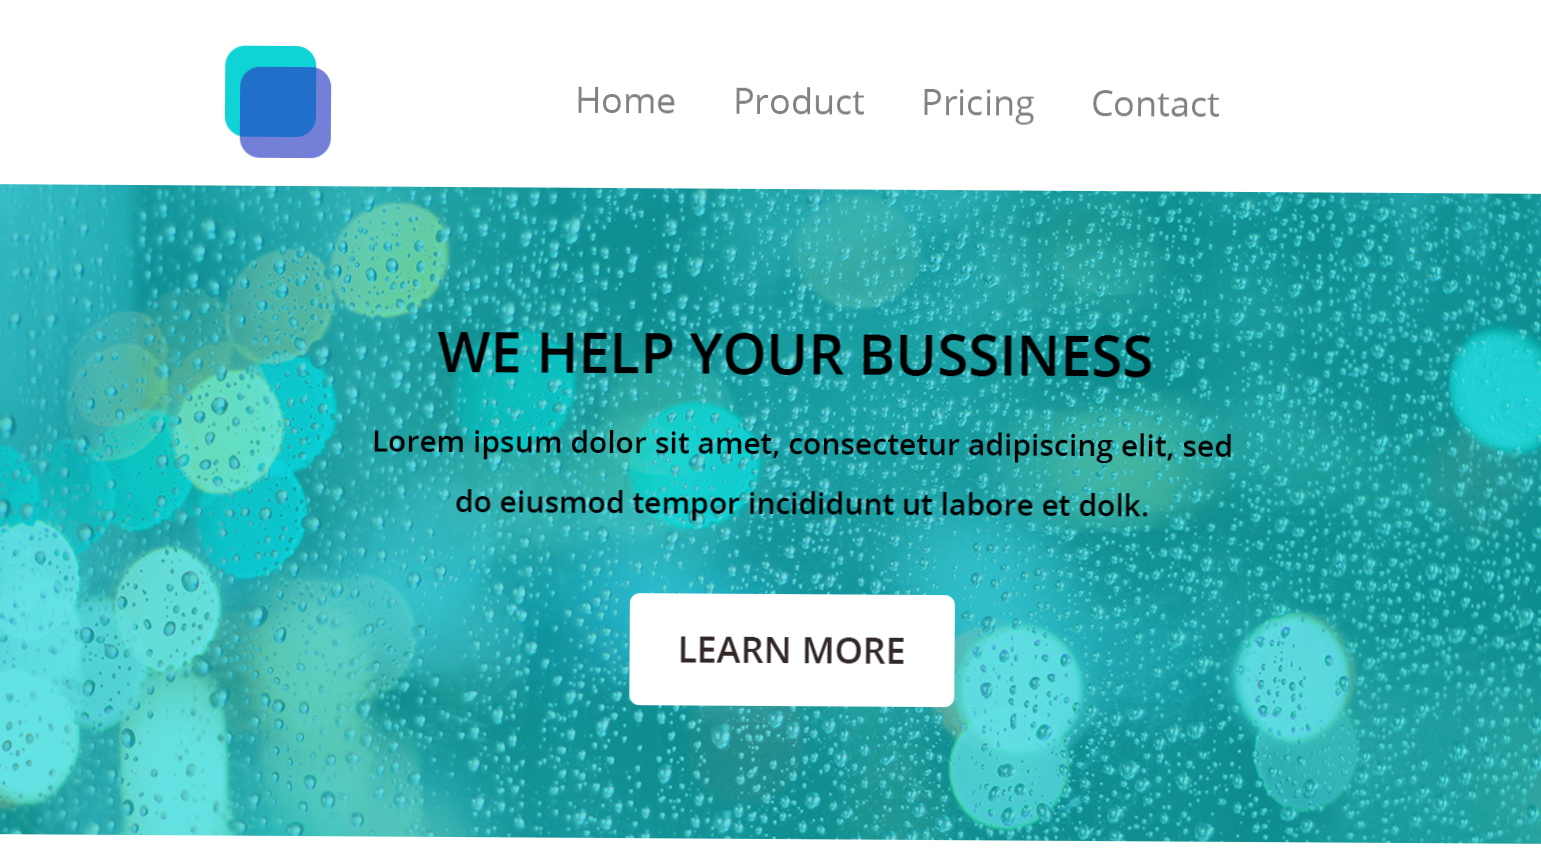 Home Product Pricing Contact
WE HELP YOUR BUSSINESS
Lorem ipsum dolor sit amet, consectetur adipiscing elit, sed
do eiusmod tempor incididunt ut labore et dolk.
LEARN MORE